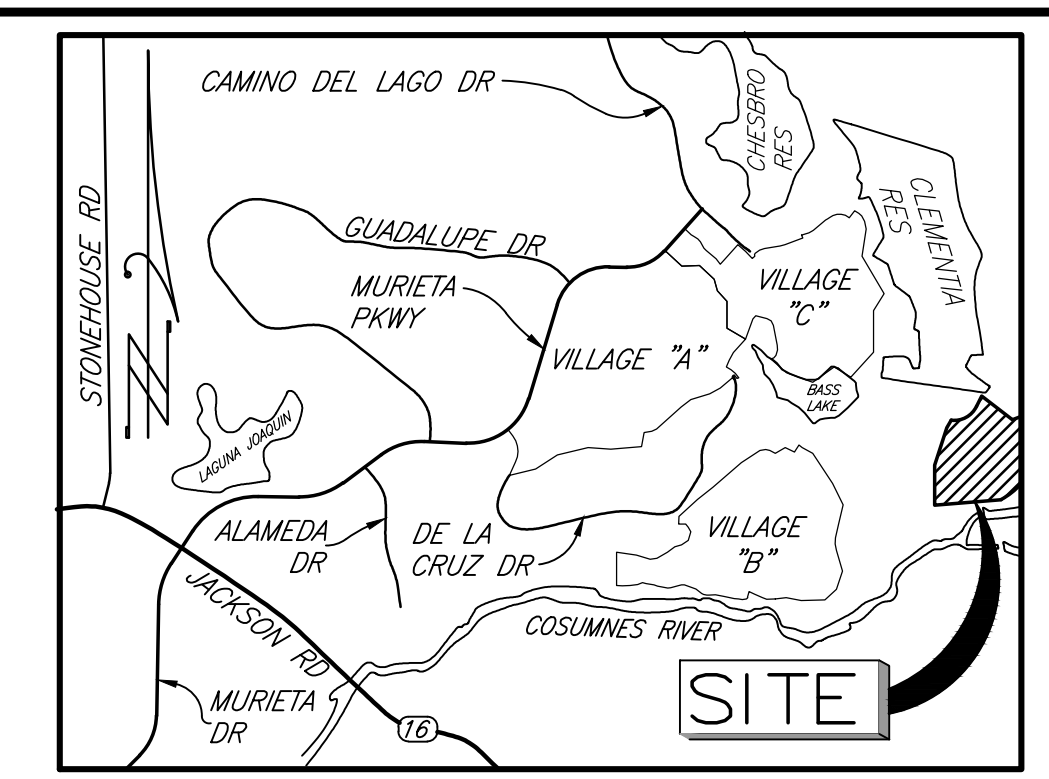 CAMINO DEL LAGO DR
CHESBRO
RES
CLEMENTIA
RES
STONEHOUSE RD
GUADALUPE DR
MURIETA
PKWY
VILLAGE
"C"
VILLAGE "A"
BASS
LAKE
LAGUNA JOAQUIN
ALAMEDA
DR
DE LA
CRUZ DR
VILLAGE
"B"
JACKSON RD
COSUMNES RIVER
MURIETA
DR
16
SITE
N